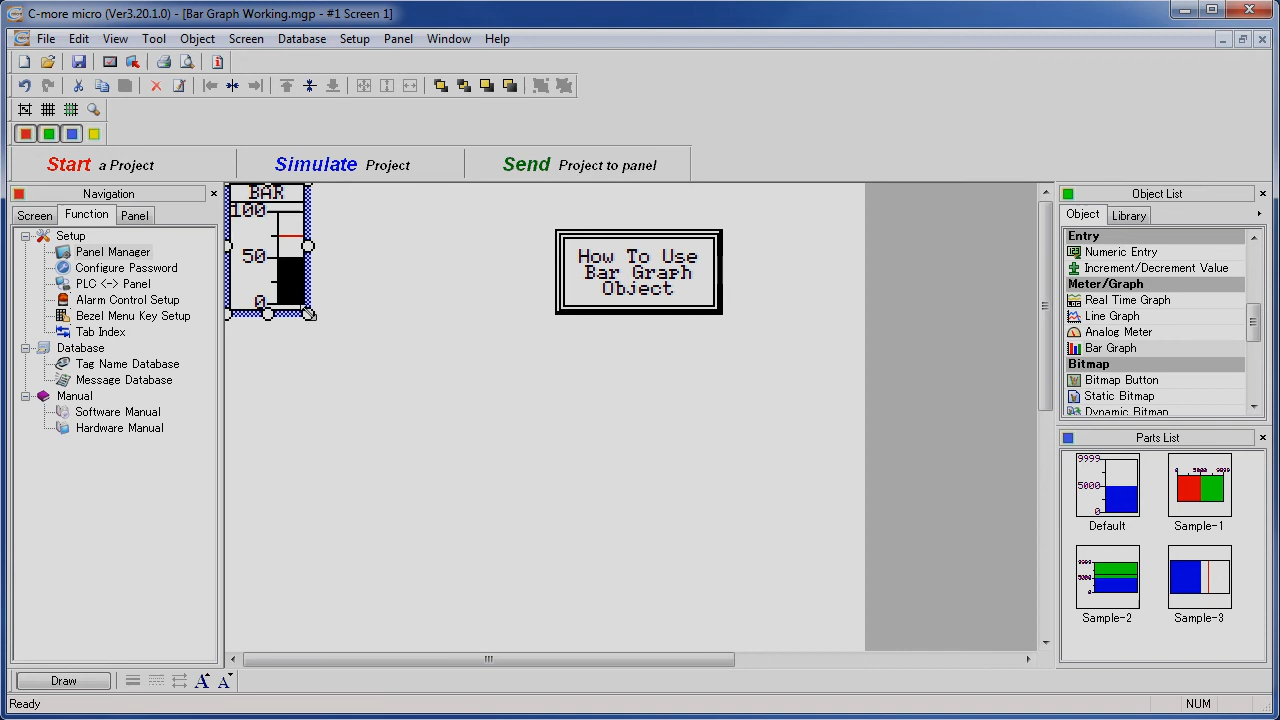 C-more micro (Ver3.20.1.0) - [Bar Graph Working.mgp - #1 Screen 1]
File Edit View Tool Object Screen Database Setup Panel Window Help
Start a Project Simulate Project Send Project to panel
Navigation
Screen Function Panel
Setup
Panel Manager
Configure Password
PLC <-> Panel
Alarm Control Setup
Bezel Menu Key Setup
Tab Index
Database
Tag Name Database
Message Database
Manual
Software Manual
Hardware Manual
BAR
100
50
0
How To Use
Bar Graph
Object
Object List
Object Library
Entry
Numeric Entry
Increment/Decrement Value
Meter/Graph
Real Time Graph
Line Graph
Analog Meter
Bar Graph
Bitmap
Bitmap Button
Static Bitmap
Dynamic Bitmap
Parts List
9999
5000
0
Default
0 5000 9999
Sample-1
9999
5000
0
Sample-2
Sample-3
Draw A A
Ready NUM